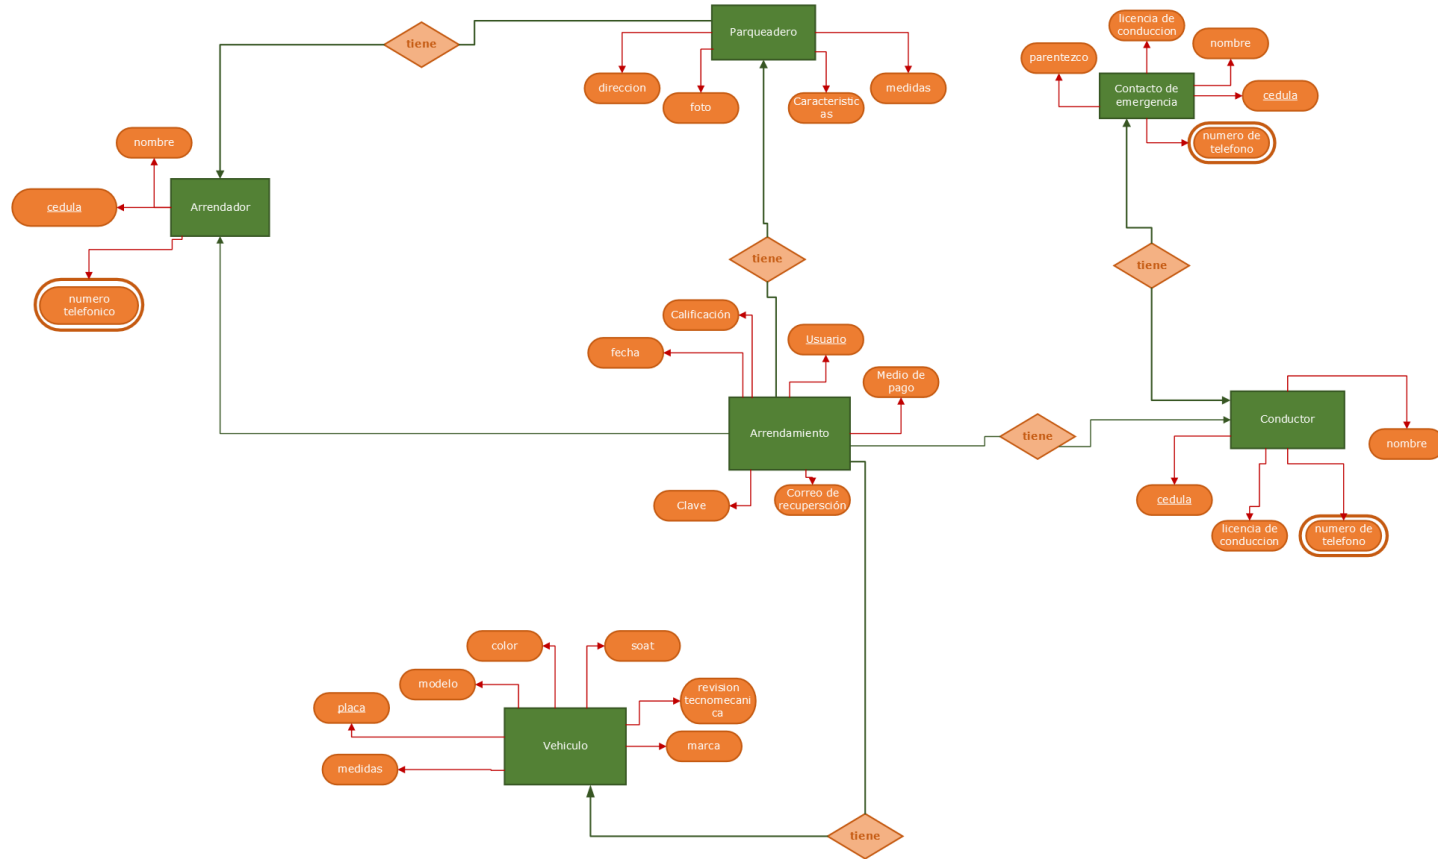 licencia de
conduccion
Parqueadero
tiene
nombre
parentezco
direccion
foto
Caracteristic
as
medidas
Contacto de
emergencia
cedula
nombre
numero de
telefono
cedula
Arrendador
tiene
tiene
numero
telefonico
Calificación
Usuario
fecha
Medio de
pago
Arrendamiento
tiene
Conductor
nombre
Clave
Correo de
recupersción
cedula
licencia de
conduccion
numero de
telefono
color
soat
modelo
revision
tecnomecani
ca
placa
Vehiculo
marca
medidas
tiene